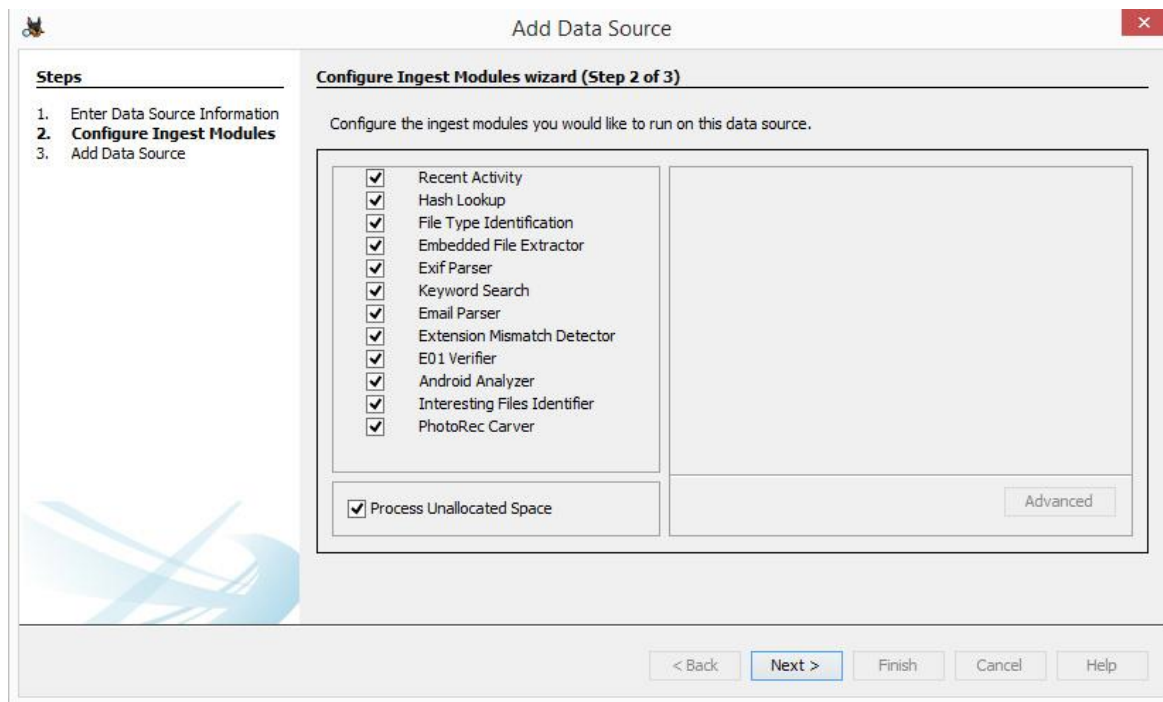 Add Data Source
Steps
1. Enter Data Source Information
2. Configure Ingest Modules
3. Add Data Source
Configure Ingest Modules wizard (Step 2 of 3)
Configure the ingest modules you would like to run on this data source.
Recent Activity
Hash Lookup
File Type Identification
Embedded File Extractor
Exif Parser
Keyword Search
Email Parser
Extension Mismatch Detector
E01 Verifier
Android Analyzer
Interesting Files Identifier
PhotoRec Carver
Process Unallocated Space
Advanced
< Back Next > Finish Cancel Help